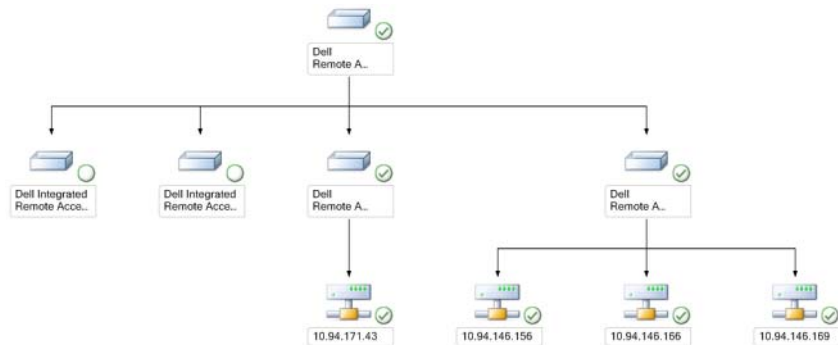 Dell
Remote A...
Dell Integrated
Remote Acce...
Dell Integrated
Remote Acce...
Dell
Remote A...
Dell
Remote A...
10.94.171.43
10.94.146.156
10.94.146.166
10.94.146.169